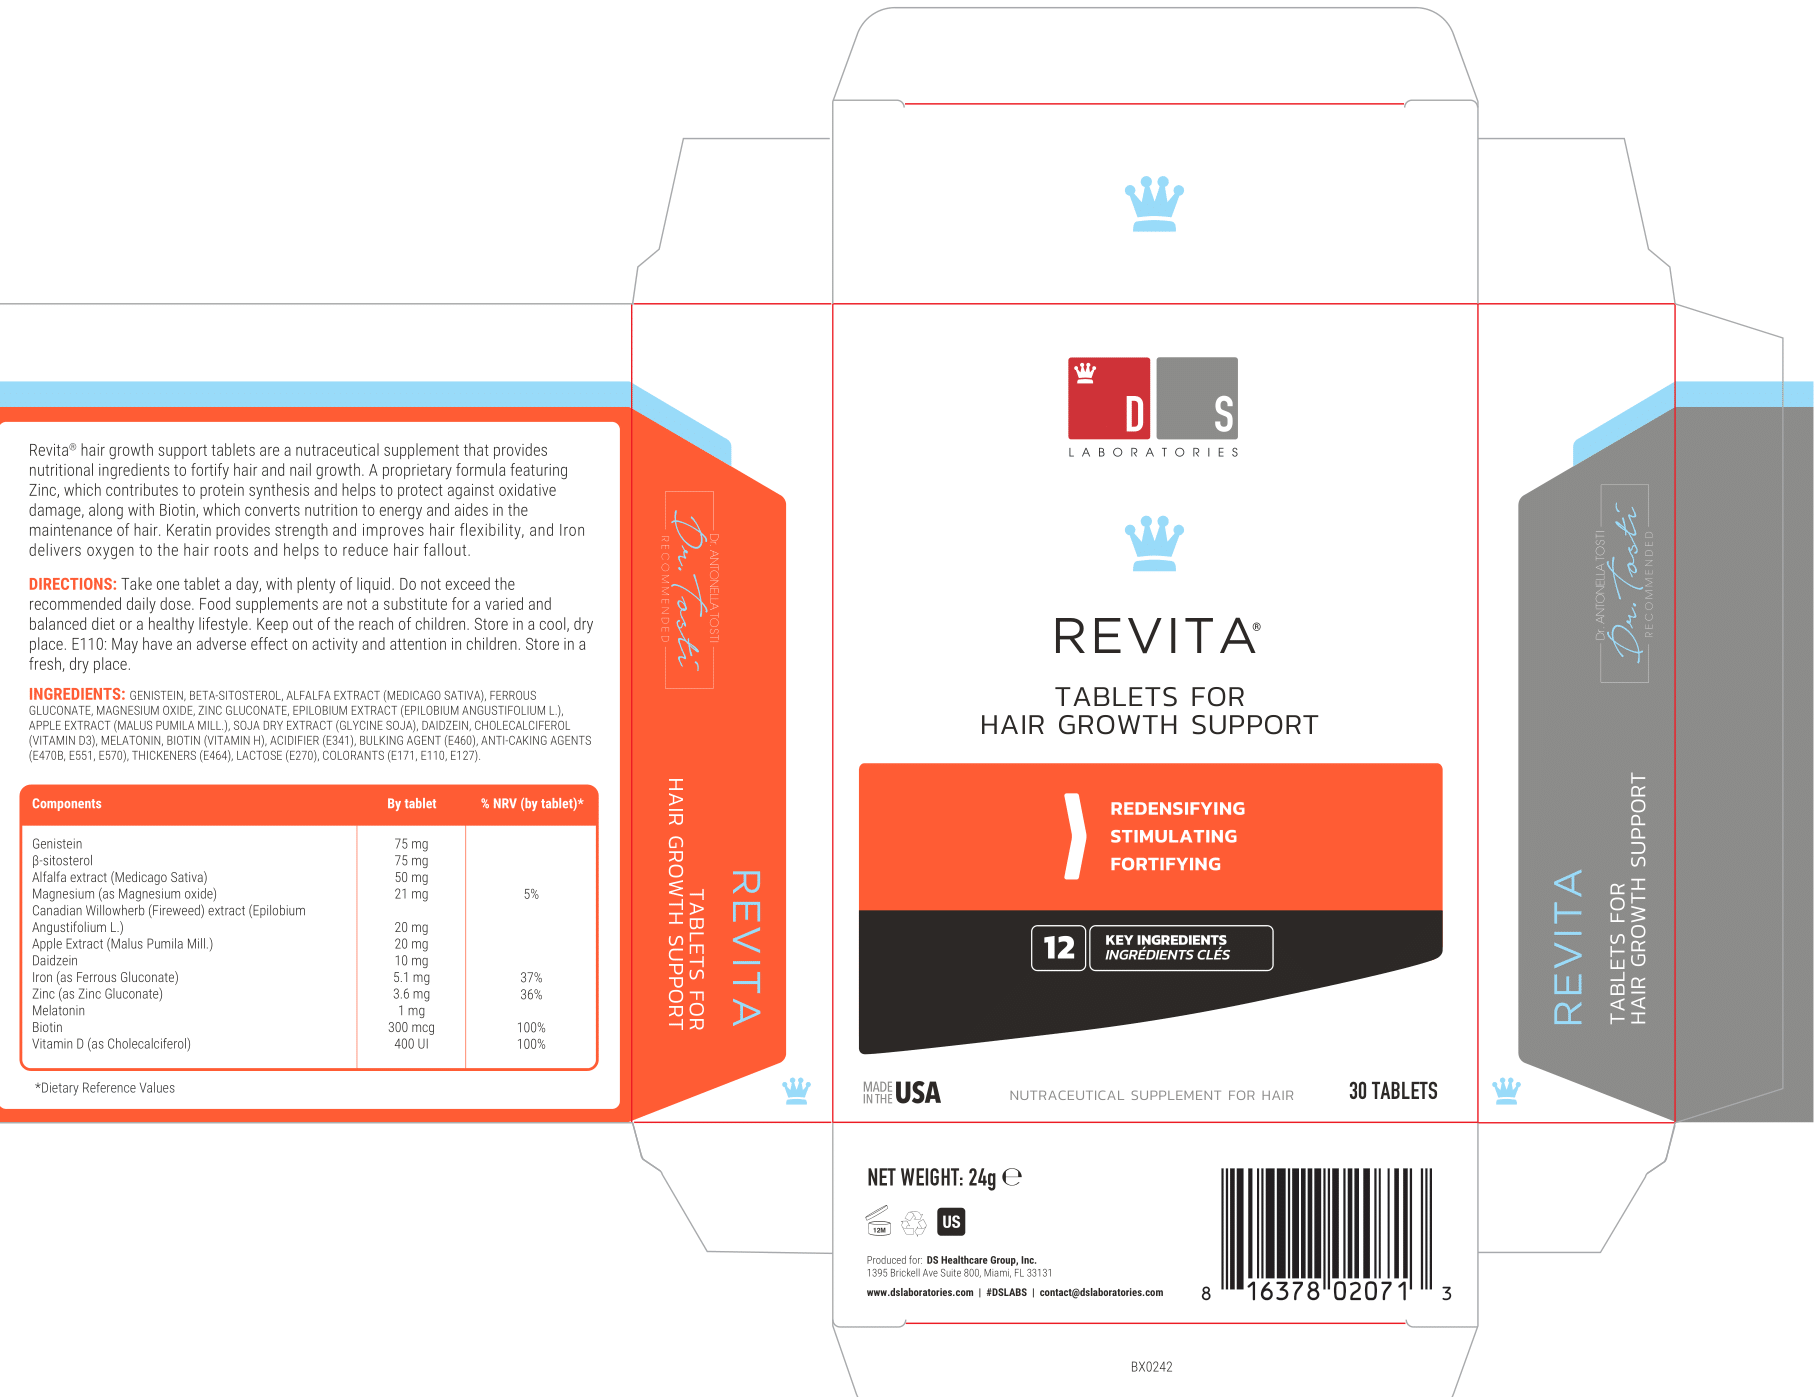 Revita® hair growth support tablets are a nutraceutical supplement that provides
nutritional ingredients to fortify hair and nail growth. A proprietary formula featuring
Zinc, which contributes to protein synthesis and helps to protect against oxidative
damage, along with Biotin, which converts nutrition to energy and aides in the
maintenance of hair. Keratin provides strength and improves hair flexibility, and Iron
delivers oxygen to the hair roots and helps to reduce hair fallout.
DIRECTIONS: Take one tablet a day, with plenty of liquid. Do not exceed the
recommended daily dose. Food supplements are not a substitute for a varied and
balanced diet or a healthy lifestyle. Keep out of the reach of children. Store in a cool, dry
place. E110: May have an adverse effect on activity and attention in children. Store in a
fresh, dry place.
INGREDIENTS: GENISTEIN, BETA-SITOSTEROL, ALFALFA EXTRACT (MEDICAGO SATIVA), FERROUS
GLUCONATE, MAGNESIUM OXIDE, ZINC GLUCONATE, EPILOBIUM EXTRACT (EPILOBIUM ANGUSTIFOLIUM L.),
APPLE EXTRACT (MALUS PUMILA MILL.), SOJA DRY EXTRACT (GLYCINE SOJA), DAIDZEIN, CHOLECALCIFEROL
(VITAMIN D3), MELATONIN, BIOTIN (VITAMIN H), ACIDIFIER (E341), BULKING AGENT (E460), ANTI-CAKING AGENTS
(E470B, E551, E570), THICKENERS (E464), LACTOSE (E270), COLORANTS (E171, E110, E127).
Components By tablet % NRV (by tablet)*
Genistein 75 mg
β-sitosterol 75 mg
Alfalfa extract (Medicago Sativa) 50 mg
Magnesium (as Magnesium oxide) 21 mg 5%
Canadian Willowherb (Fireweed) extract (Epilobium
Angustifolium L.) 20 mg
Apple Extract (Malus Pumila Mill.) 20 mg
Daidzein 10 mg
Iron (as Ferrous Gluconate) 5.1 mg 37%
Zinc (as Zinc Gluconate) 3.6 mg 36%
Melatonin 1 mg
Biotin 300 mcg 100%
Vitamin D (as Cholecalciferol) 400 UI 100%
*Dietary Reference Values
Dr. ANTONELLA TOSTI
Dr. Tosti
RECOMMENDED
REVITA
TABLETS FOR
HAIR GROWTH SUPPORT
D S
LABORATORIES
REVITA®
TABLETS FOR
HAIR GROWTH SUPPORT
REDENSIFYING
STIMULATING
FORTIFYING
12 KEY INGREDIENTS
INGRÉDIENTS CLÉS
MADE
IN THE USA
NUTRACEUTICAL SUPPLEMENT FOR HAIR
30 TABLETS
Dr. ANTONELLA TOSTI
Dr. Tosti
RECOMMENDED
REVITA
TABLETS FOR
HAIR GROWTH SUPPORT
NET WEIGHT: 24g ℮
12M
US
Produced for: DS Healthcare Group, Inc.
1395 Brickell Ave Suite 800, Miami, FL 33131
www.dslaboratories.com | #DSLABS | contact@dslaboratories.com
8 16378 02071 3
BX0242